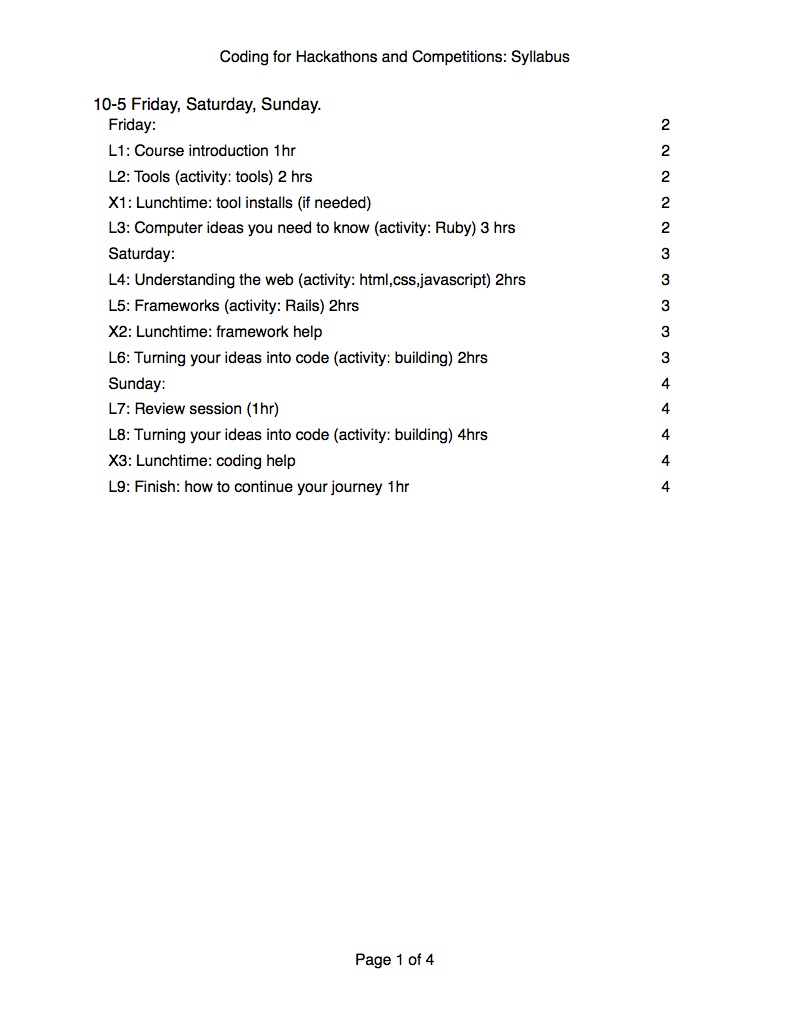 Coding for Hackathons and Competitions: Syllabus
10-5 Friday, Saturday, Sunday.
Friday: 2
L1: Course introduction 1hr 2
L2: Tools (activity: tools) 2 hrs 2
X1: Lunchtime: tool installs (if needed) 2
L3: Computer ideas you need to know (activity: Ruby) 3 hrs 2
Saturday: 3
L4: Understanding the web (activity: html,css,javascript) 2hrs 3
L5: Frameworks (activity: Rails) 2hrs 3
X2: Lunchtime: framework help 3
L6: Turning your ideas into code (activity: building) 2hrs 3
Sunday: 4
L7: Review session (1hr) 4
L8: Turning your ideas into code (activity: building) 4hrs 4
X3: Lunchtime: coding help 4
L9: Finish: how to continue your journey 1hr 4
Page 1 of 4